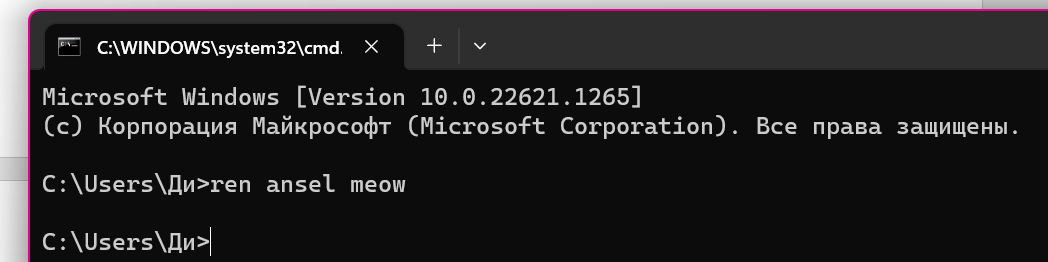 C:\WINDOWS\system32\cmd.
Microsoft Windows [Version 10.0.22621.1265]
(c) Корпорация Майкрософт (Microsoft Corporation). Все права защищены.
C:\Users\Ди>ren ansel meow
C:\Users\Ди>